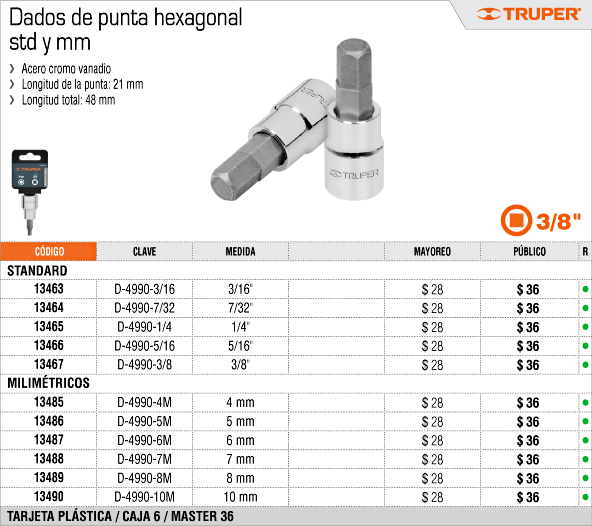 Dados de punta hexagonal
std y mm
TRUPER®
› Acero cromo vanadio
› Longitud de la punta: 21 mm
› Longitud total: 48 mm
TRUPER
TRUPER
TRUPER
3/8"
CÓDIGO CLAVE MEDIDA MAYOREO PÚBLICO R
STANDARD
13463 D-4990-3/16 3/16" $ 28 $ 36
13464 D-4990-7/32 7/32" $ 28 $ 36
13465 D-4990-1/4 1/4" $ 28 $ 36
13466 D-4990-5/16 5/16" $ 28 $ 36
13467 D-4990-3/8 3/8" $ 28 $ 36
MILIMÉTRICOS
13485 D-4990-4M 4 mm $ 28 $ 36
13486 D-4990-5M 5 mm $ 28 $ 36
13487 D-4990-6M 6 mm $ 28 $ 36
13488 D-4990-7M 7 mm $ 28 $ 36
13489 D-4990-8M 8 mm $ 28 $ 36
13490 D-4990-10M 10 mm $ 28 $ 36
TARJETA PLÁSTICA / CAJA 6 / MASTER 36